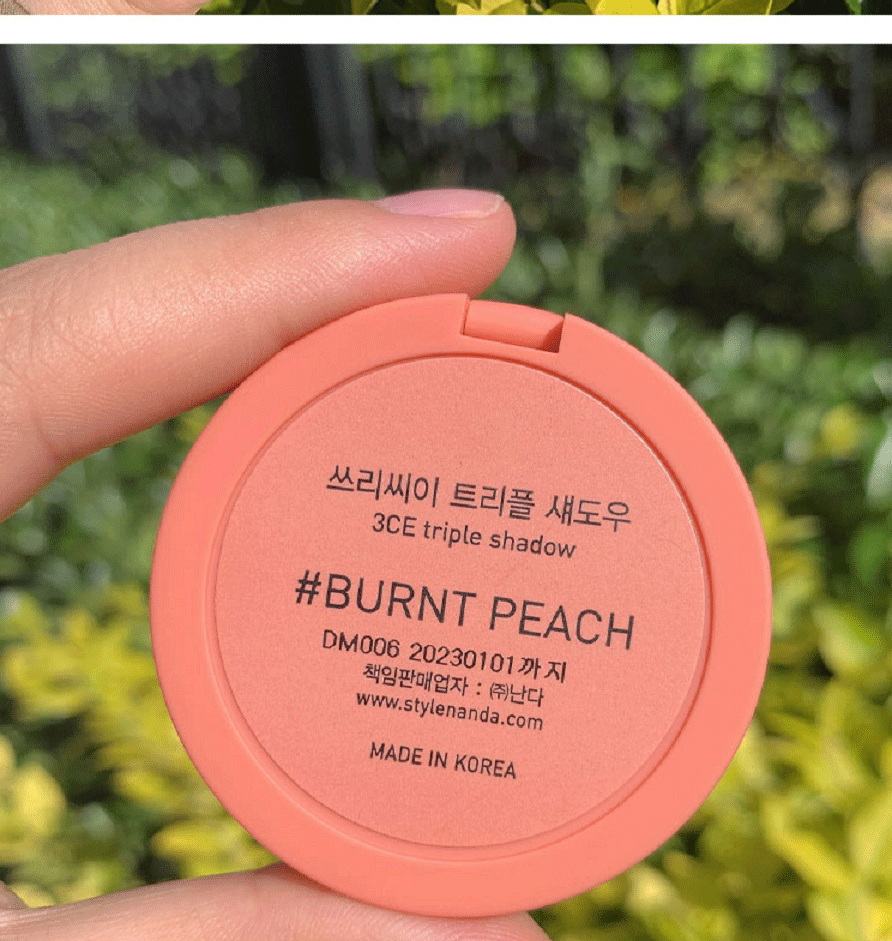 쓰리씨이 트리플 섀도우
3CE triple shadow
#BURNT PEACH
DM006 20230101까지
책임판매업자 : ㈜난다
www.stylenanda.com
MADE IN KOREA